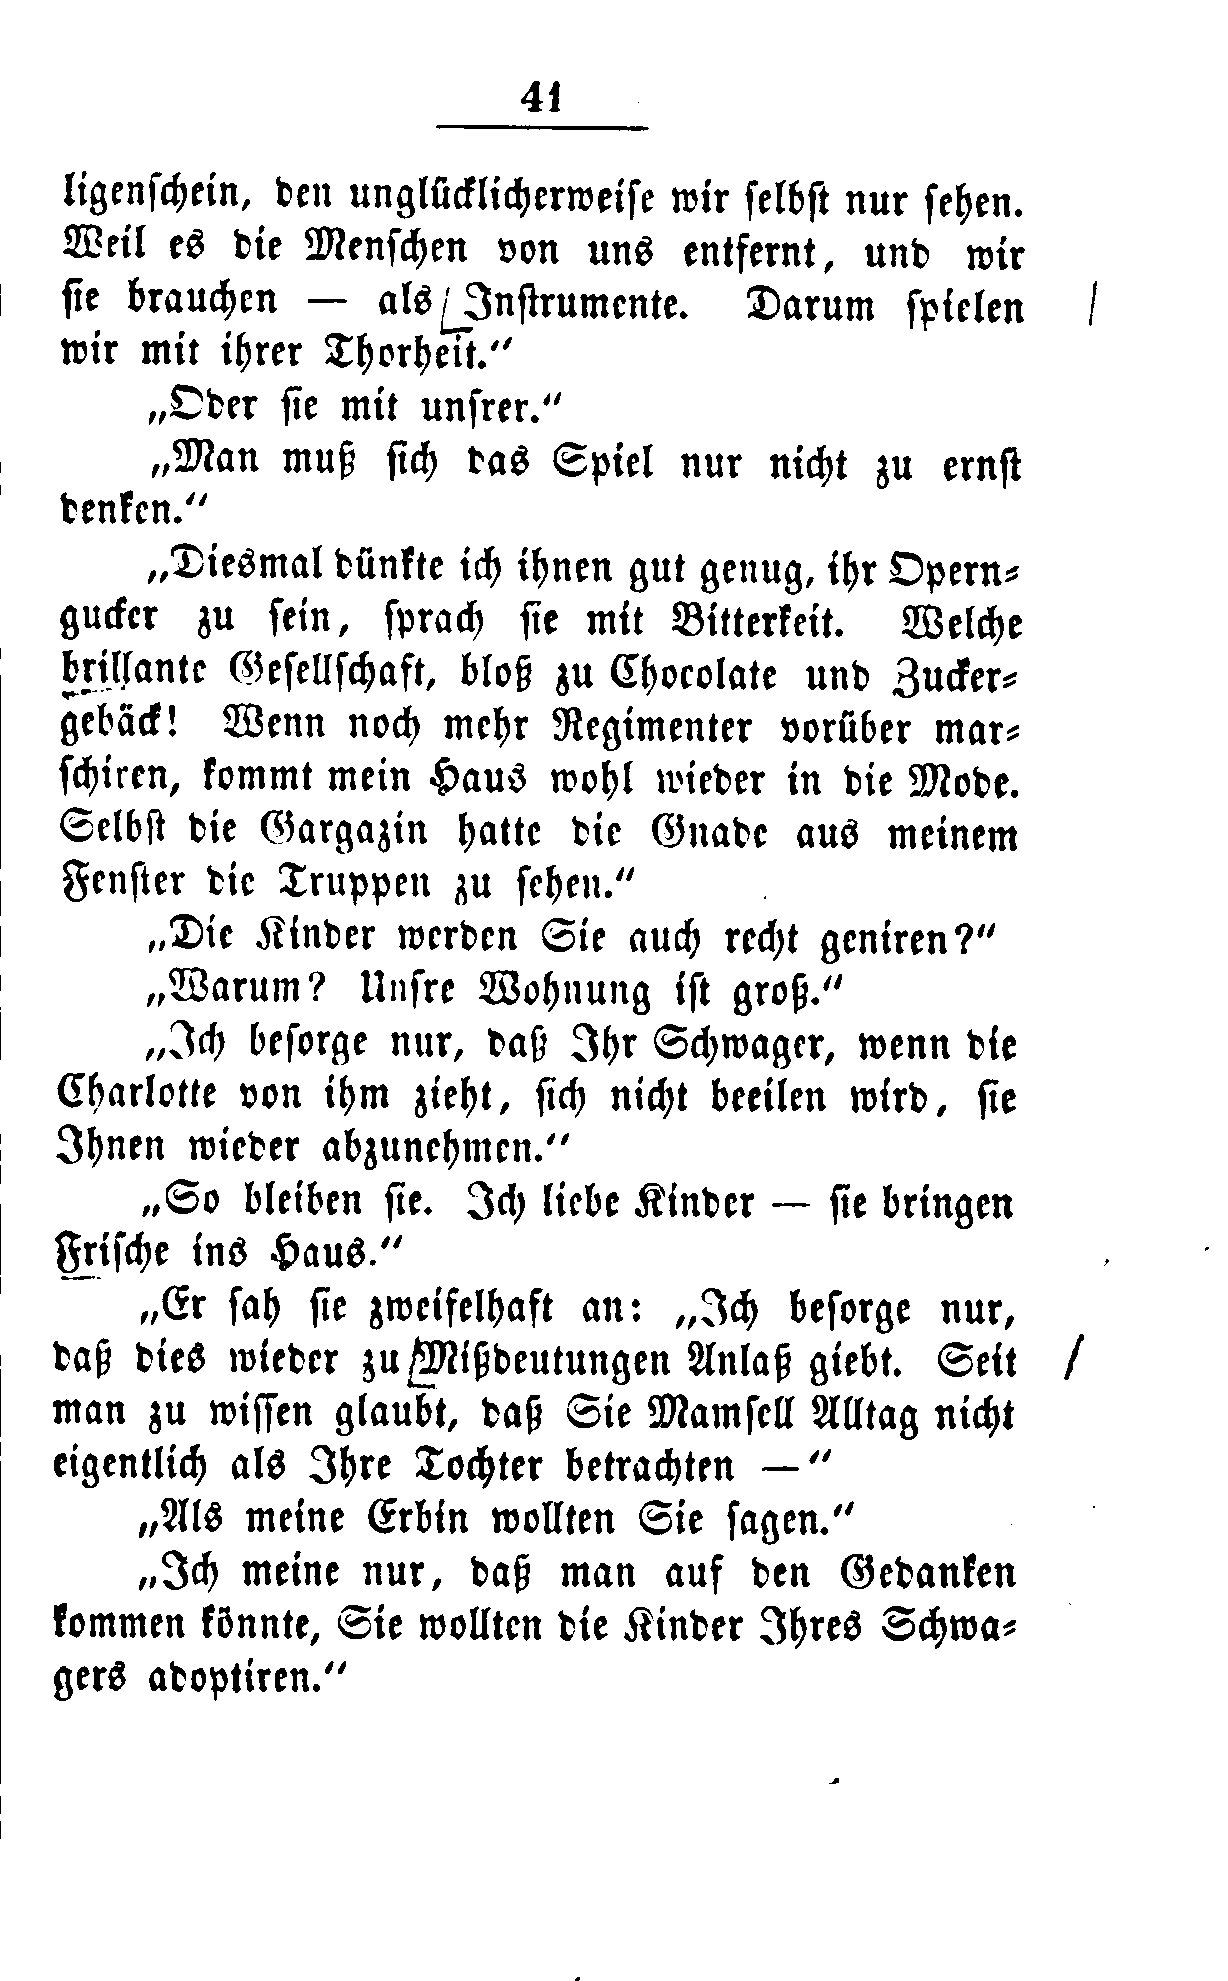 41
ligenschein, den unglücklicherweise wir selbst nur sehen.
Weil es die Menschen von uns entfernt, und wir
sie brauchen — als Instrumente. Darum spielen
wir mit ihrer Thorheit."
„Oder sie mit unsrer."
„Man muß sich das Spiel nur nicht zu ernst
denken."
„Diesmal dünkte ich ihnen gut genug, ihr Opern-
gucker zu sein, sprach sie mit Bitterkeit. Welche
brillante Gesellschaft, bloß zu Chocolate und Zucker-
gebäck! Wenn noch mehr Regimenter vorüber mar-
schiren, kommt mein Haus wohl wieder in die Mode.
Selbst die Gargazin hatte die Gnade aus meinem
Fenster die Truppen zu sehen."
„Die Kinder werden Sie auch recht geniren?"
„Warum? Unsre Wohnung ist groß."
„Ich besorge nur, daß Ihr Schwager, wenn die
Charlotte von ihm zieht, sich nicht beeilen wird, sie
Ihnen wieder abzunehmen."
„So bleiben sie. Ich liebe Kinder — sie bringen
Frische ins Haus."
„Er sah sie zweifelhaft an: „Ich besorge nur,
daß dies wieder zu Mißdeutungen Anlaß giebt. Seit
man zu wissen glaubt, daß Sie Mamsell Alltag nicht
eigentlich als Ihre Tochter betrachten —"
„Als meine Erbin wollten Sie sagen."
„Ich meine nur, daß man auf den Gedanken
kommen könnte, Sie wollten die Kinder Ihres Schwa-
gers adoptiren."